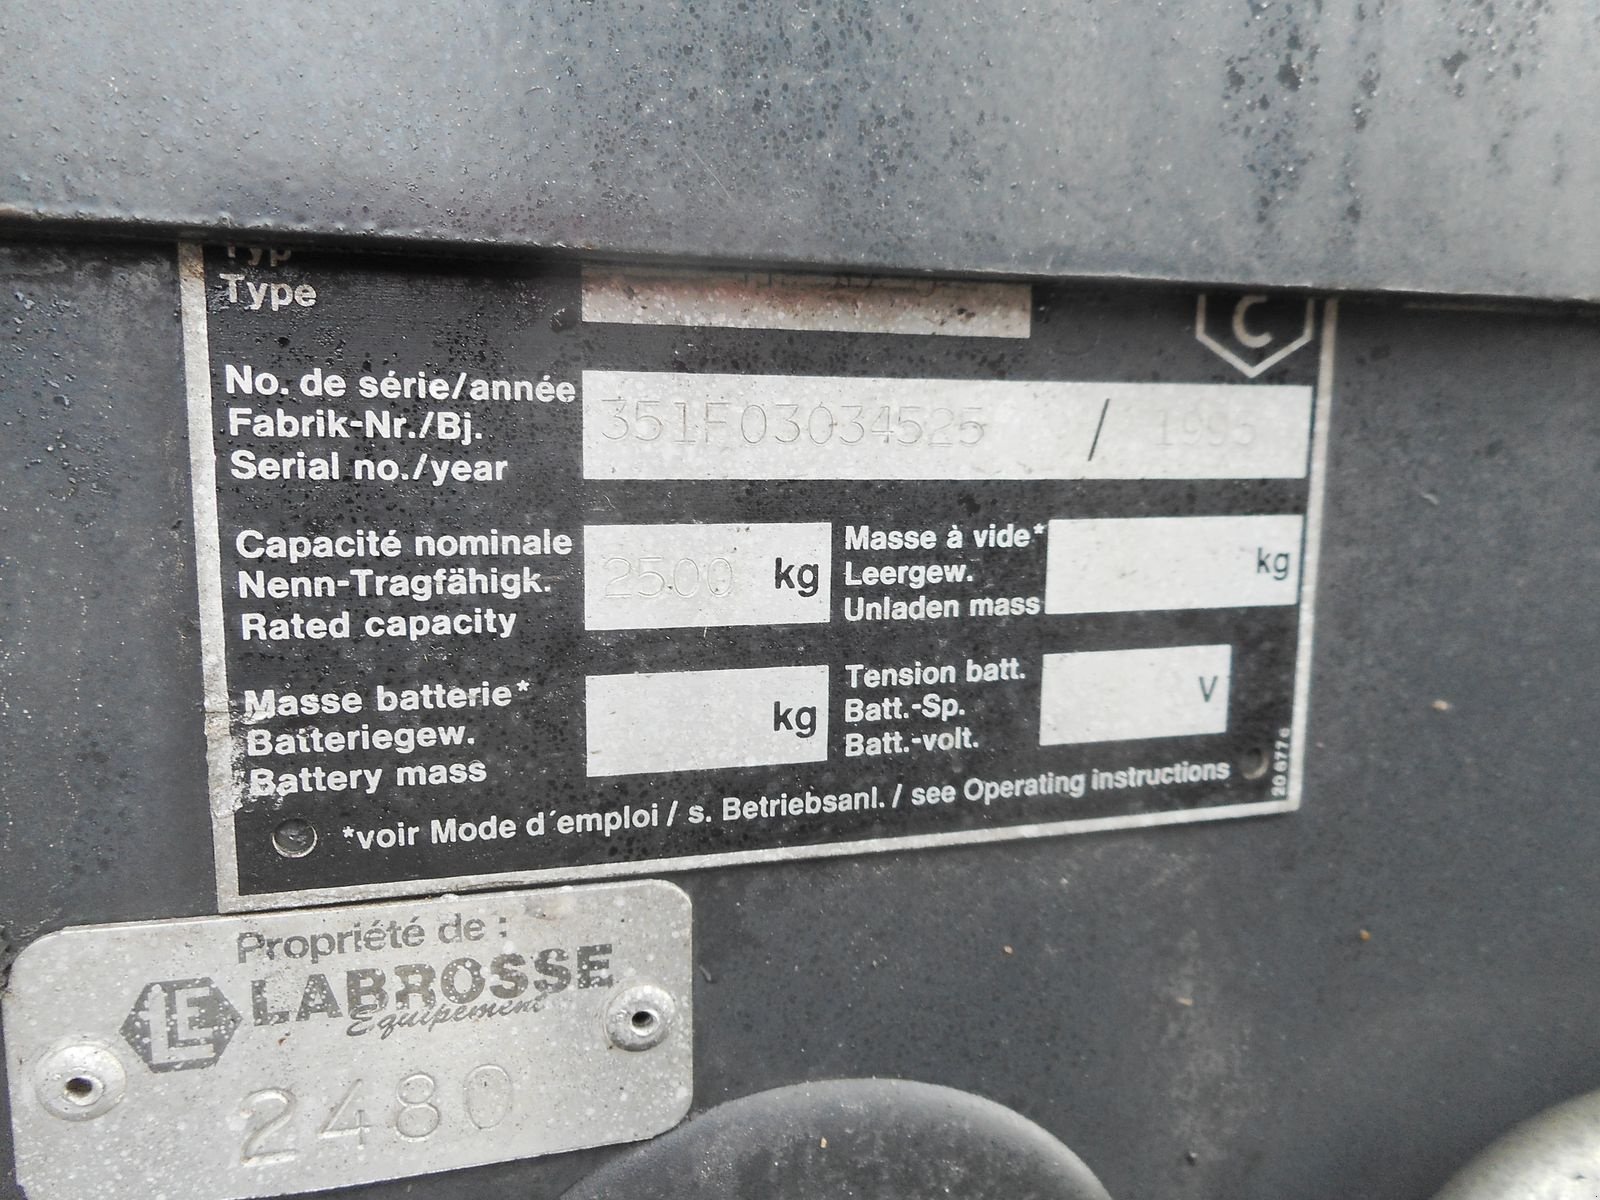 Typ
Type
C
No. de série/année
Fabrik-Nr./Bj.
Serial no./year
351F03034525 / 1995
Capacité nominale
Nenn-Tragfähigk.
Rated capacity
2500 kg
Masse à vide*
Leergew.
Unladen mass
kg
Masse batterie*
Batteriegew.
Battery mass
kg
Tension batt.
Batt.-Sp.
Batt.-volt.
V
*voir Mode d´emploi / s. Betriebsanl. / see Operating instructions
Propriété de :
LE LABROSSE
Equipement
2480